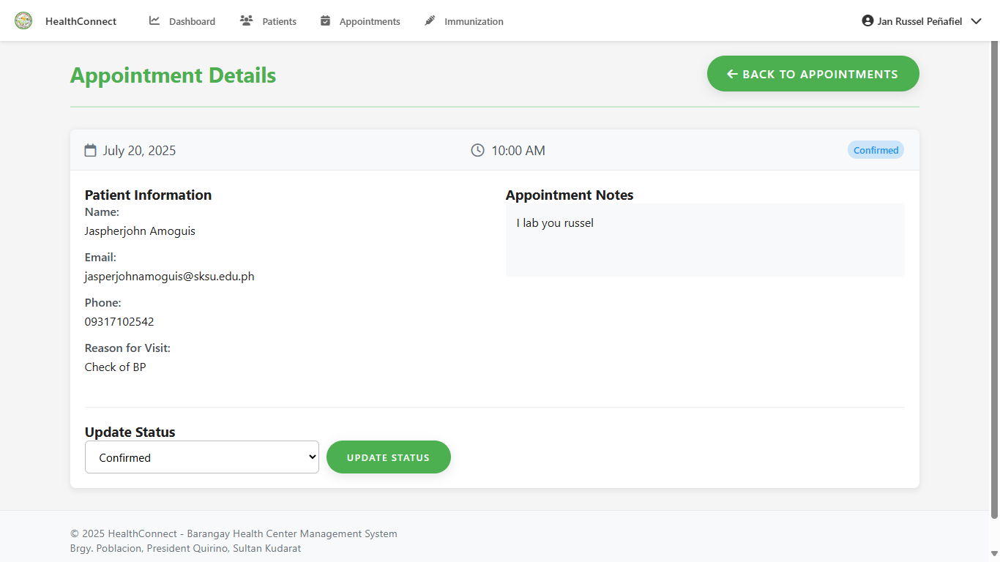 HealthConnect Dashboard Patients Appointments Immunization Jan Russel Peñafiel
Appointment Details
BACK TO APPOINTMENTS
July 20, 2025 10:00 AM Confirmed
Patient Information
Name:
Jaspherjohn Amoguis
Email:
jasperjohnamoguis@sksu.edu.ph
Phone:
09317102542
Reason for Visit:
Check of BP
Appointment Notes
I lab you russel
Update Status
Confirmed
UPDATE STATUS
© 2025 HealthConnect - Barangay Health Center Management System
Brgy. Poblacion, President Quirino, Sultan Kudarat